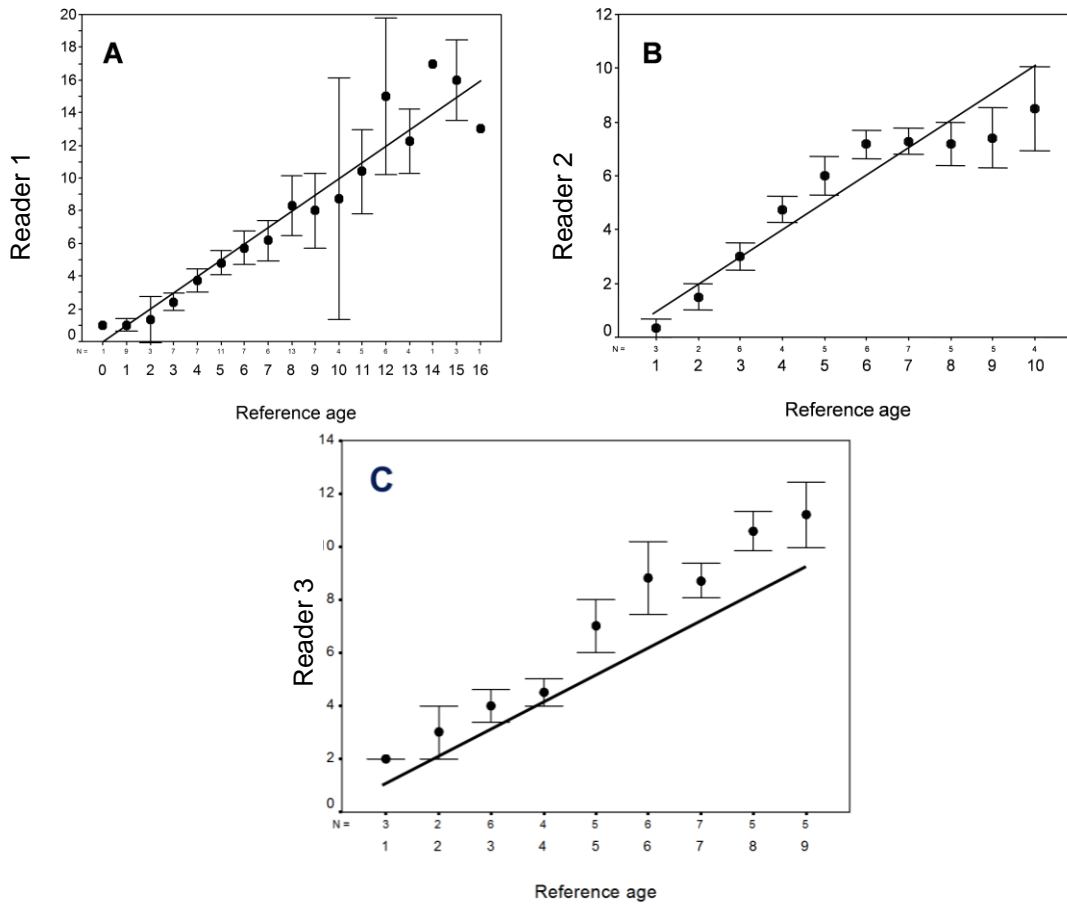 A
Reader 1
20
18
16
14
12
10
8
6
4
2
0
N = 1 9 3 7 7 11 7 6 13 7 4 5 6 4 1 3 1
0 1 2 3 4 5 6 7 8 9 10 11 12 13 14 15 16
Reference age
B
Reader 2
12
10
8
6
4
2
0
N = 3 2 6 4 5 6 7 5 5 4
1 2 3 4 5 6 7 8 9 10
Reference age
C
Reader 3
14
12
10
8
6
4
2
0
N = 3 2 6 4 5 6 7 5 5
1 2 3 4 5 6 7 8 9
Reference age